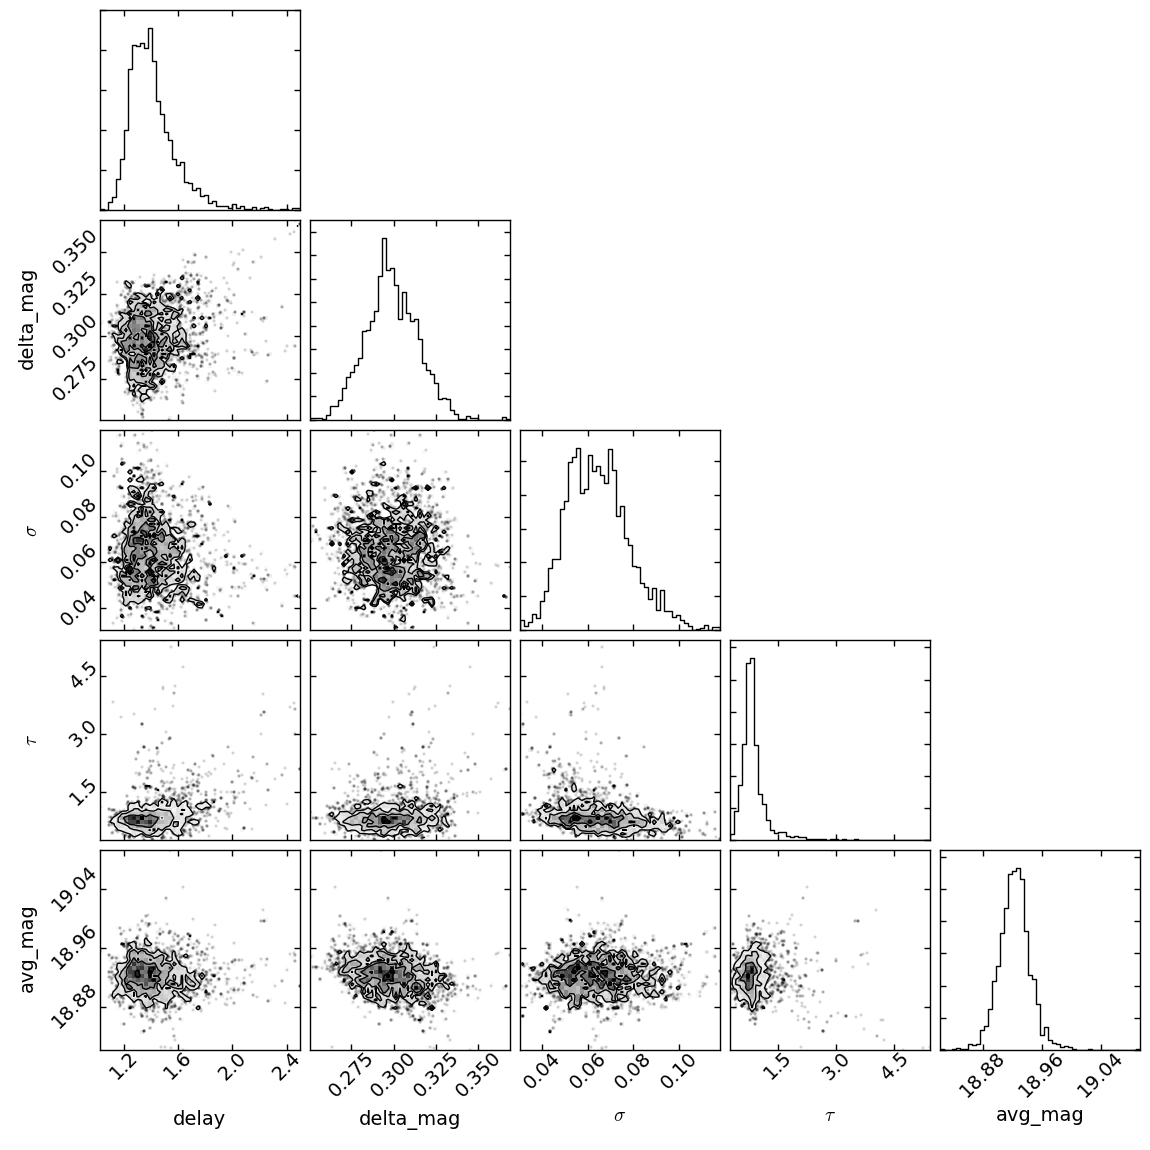 delta_mag
0.350
0.325
0.300
0.275
σ
0.10
0.08
0.06
0.04
τ
4.5
3.0
1.5
avg_mag
19.04
18.96
18.88
1.2 1.6 2.0 2.4
0.275 0.300 0.325 0.350
0.04 0.06 0.08 0.10
1.5 3.0 4.5
18.88 18.96 19.04
delay delta_mag σ τ avg_mag